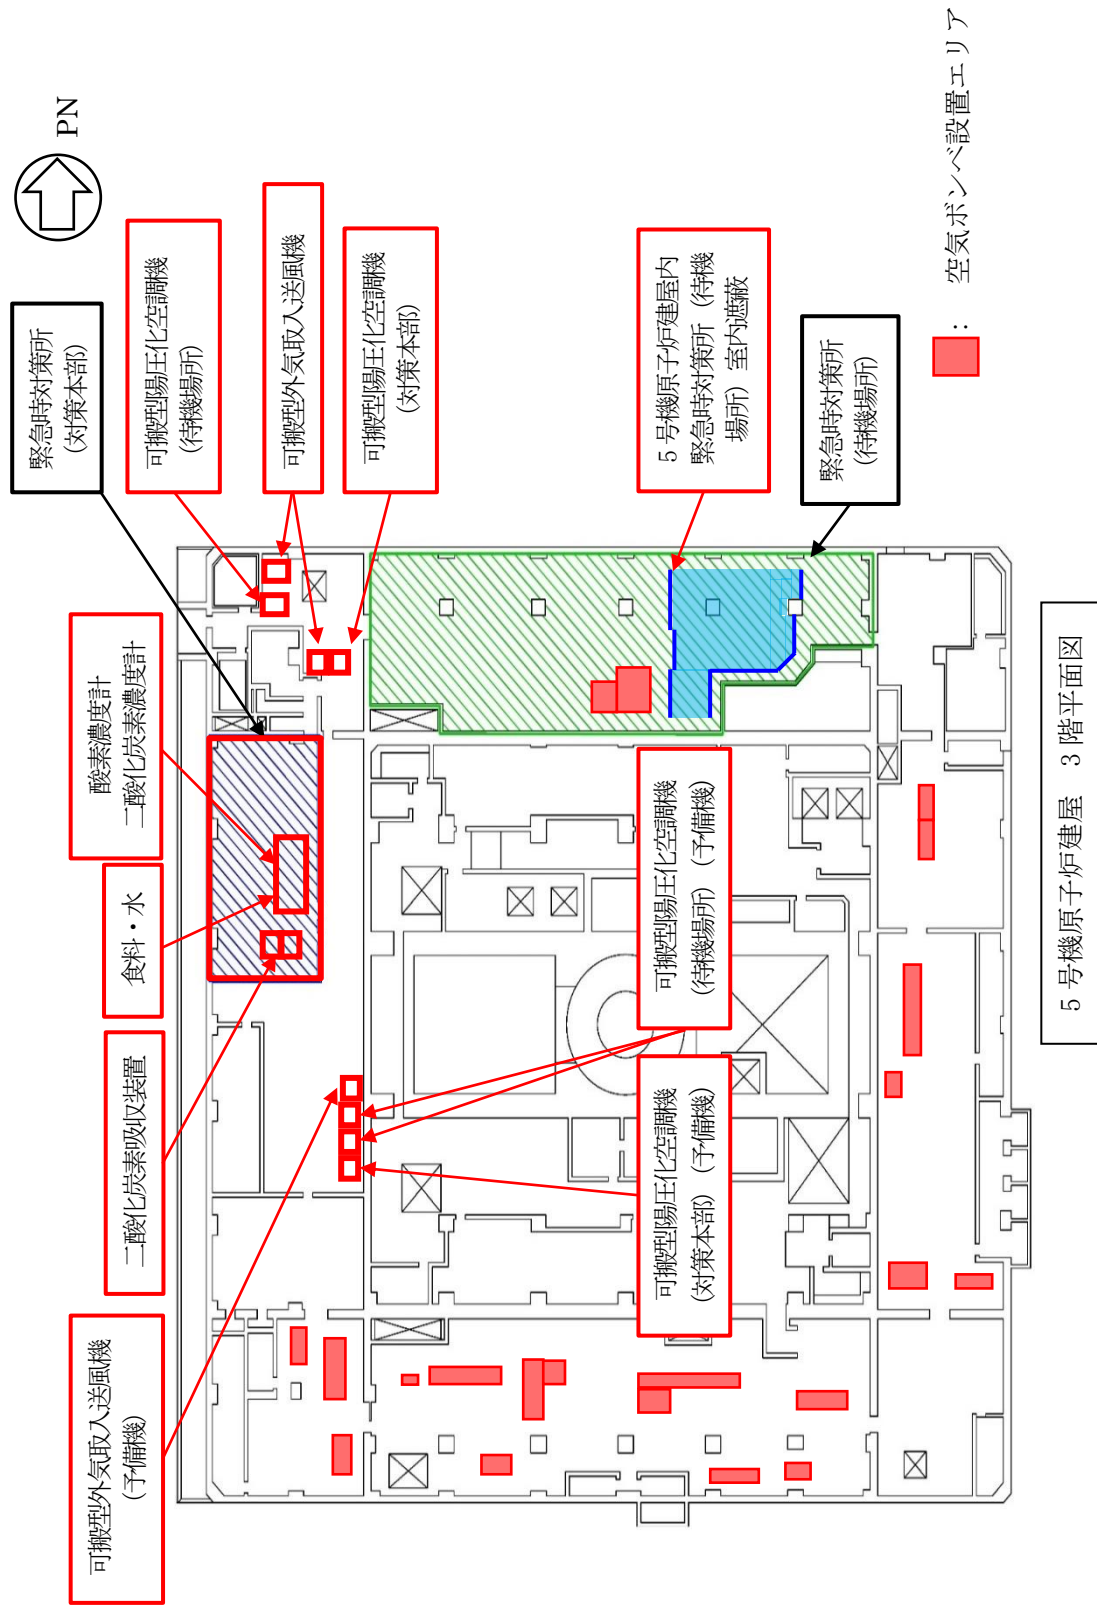 可搬型外気取入送風機
(予備機)
二酸化炭素吸収装置
食料・水
酸素濃度計
二酸化炭素濃度計
緊急時対策所
(対策本部)
可搬型陽圧化空調機
(待機場所)
可搬型外気取入送風機
可搬型陽圧化空調機
(対策本部)
PN
可搬型陽圧化空調機
(対策本部) (予備機)
可搬型陽圧化空調機
(待機場所) (予備機)
5号機原子炉建屋内
緊急時対策所 (待機
場所) 室内遮蔽
緊急時対策所
(待機場所)
: 空気ボンベ設置エリア
5号機原子炉建屋 3階平面図